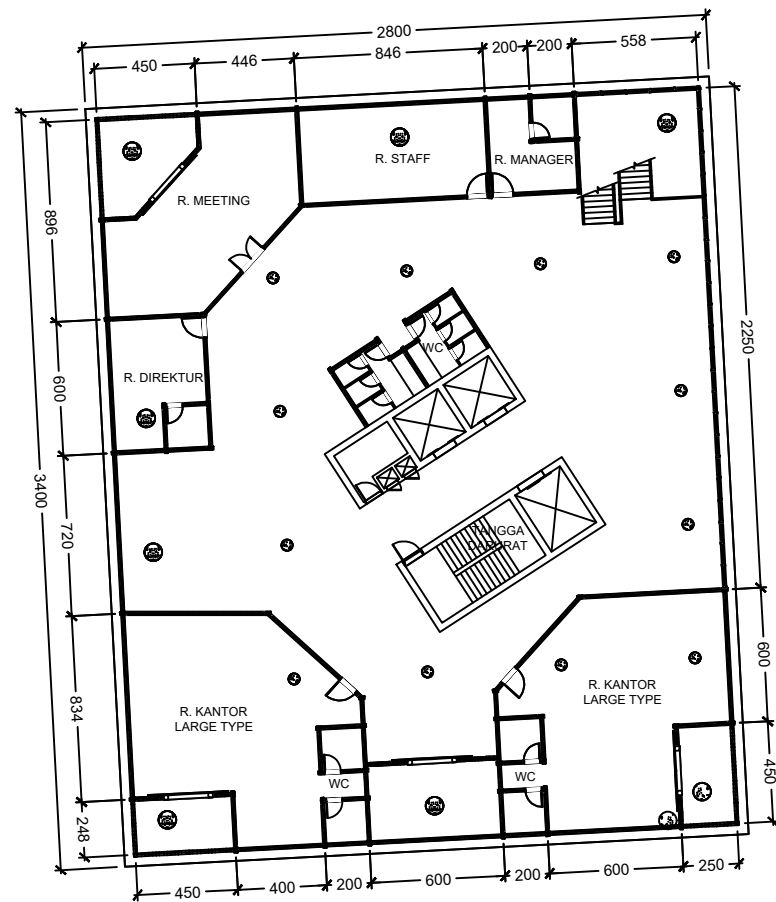 2800
450
446
846
200
200
558
R. STAFF
R. MANAGER
R. MEETING
896
2250
WC
R. DIREKTUR
600
3400
720
TANGGA
DARURAT
600
R. KANTOR
LARGE TYPE
R. KANTOR
LARGE TYPE
834
WC
WC
450
248
450
400
200
600
200
600
250